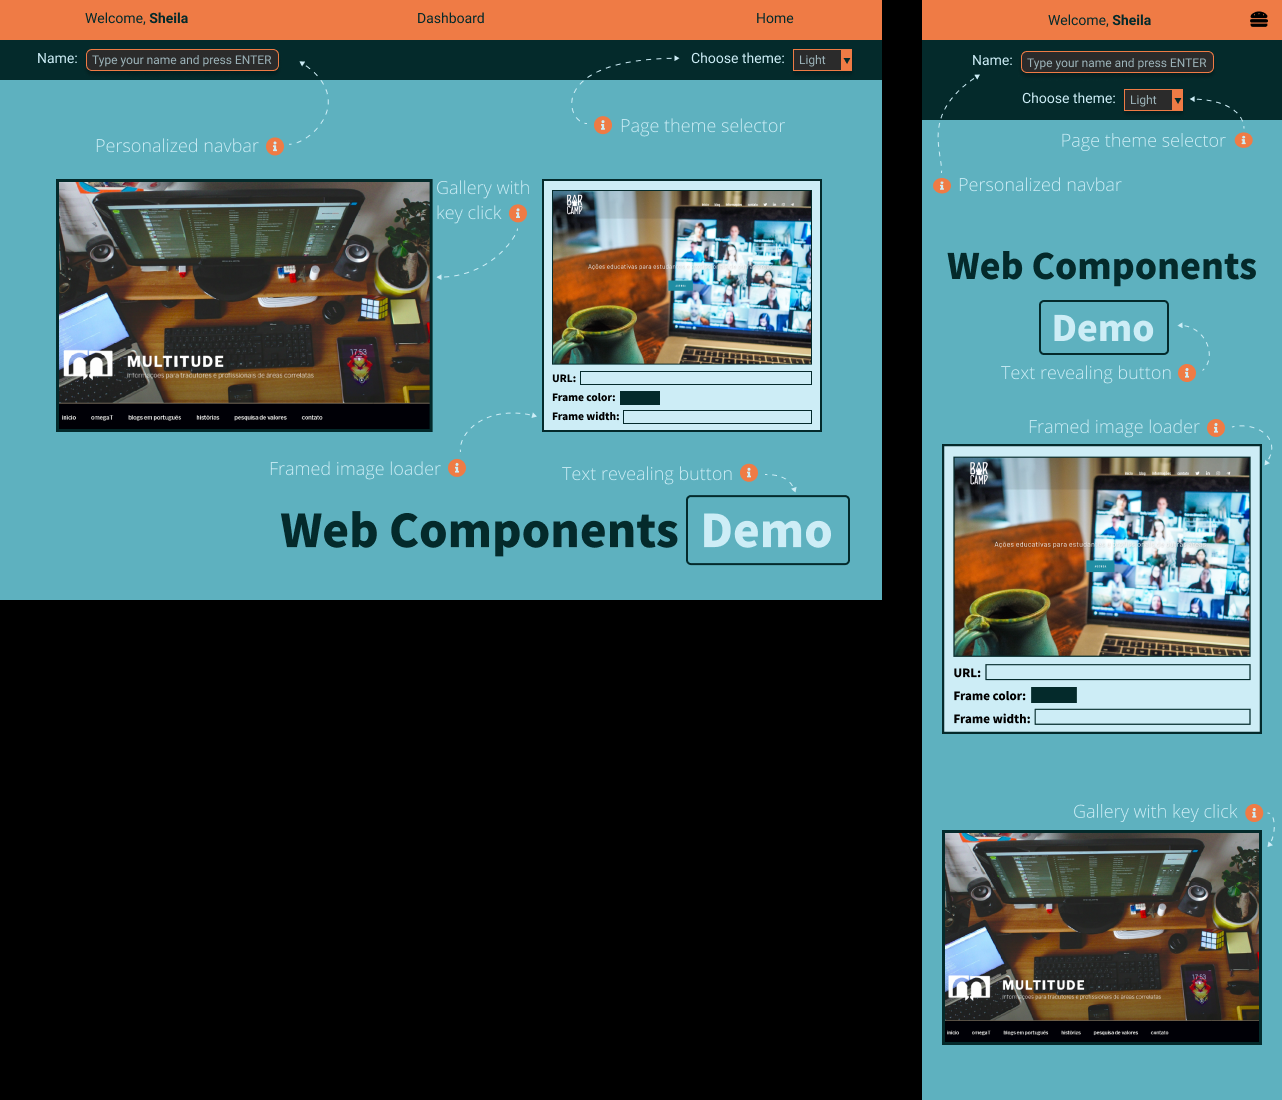 Welcome, Sheila
Dashboard
Home
Name:
Type your name and press ENTER
Choose theme:
Light
Personalized navbar
Page theme selector
Gallery with
key click
MULTITUDE
Informações para tradutores e profissionais de áreas correlatas
início
omegaT
blogs em português
histórias
pesquisa de valores
contato
BAR
CAMP
Ações educativas para estudan
URL:
Frame color:
Frame width:
Framed image loader
Text revealing button
Web Components
Demo
Welcome, Sheila
Name:
Type your name and press ENTER
Choose theme:
Light
Page theme selector
Personalized navbar
Web Components
Demo
Text revealing button
Framed image loader
BAR
CAMP
Ações educativas para estudan
URL:
Frame color:
Frame width:
Gallery with key click
17:53
MULTITUDE
Informações para tradutores e profissionais de áreas correlatas
início
omegaT
blogs em português
histórias
pesquisa de valores
contato